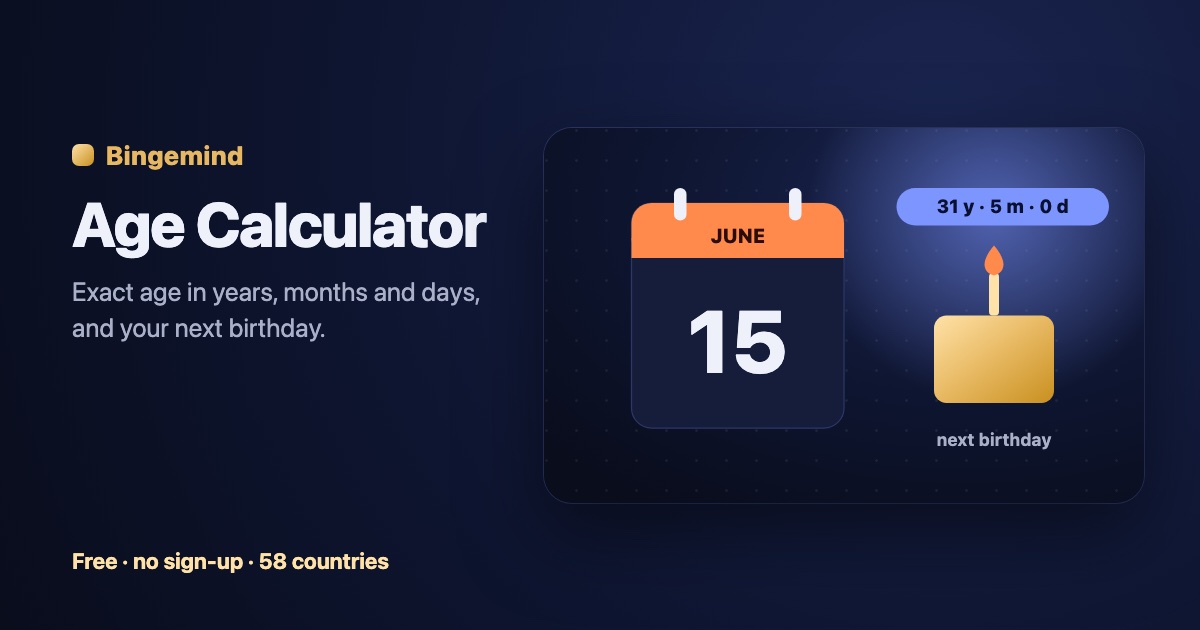 Bingemind
Age Calculator
Exact age in years, months and days,
and your next birthday.
JUNE
15
31 y · 5 m · 0 d
next birthday
Free · no sign-up · 58 countries